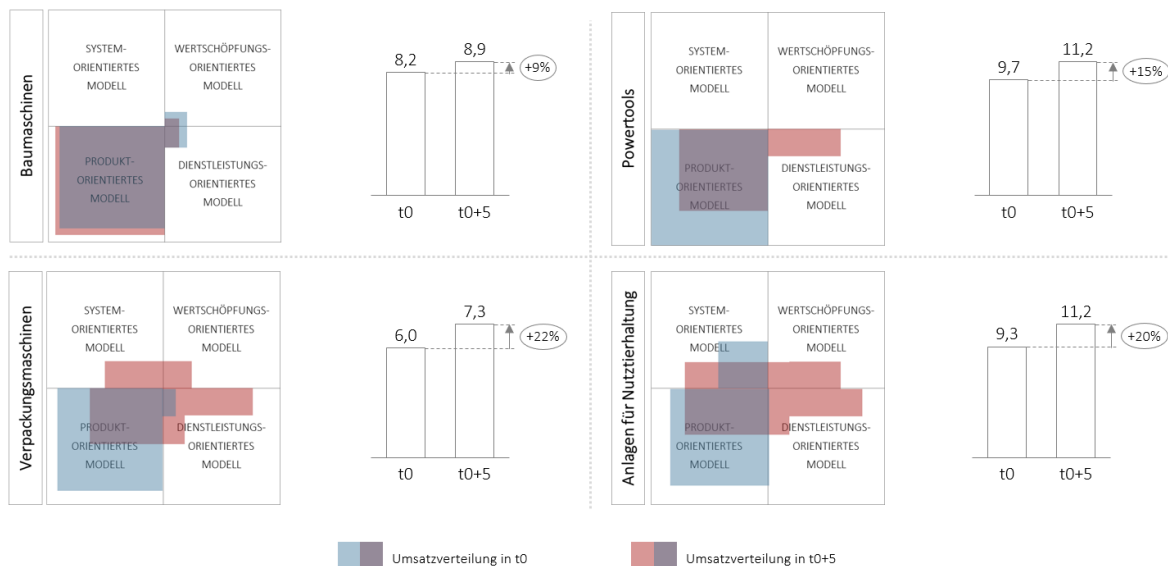 Baumaschinen
SYSTEM-
ORIENTIERTES
MODELL
WERTSCHÖPFUNGS-
ORIENTIERTES
MODELL
PRODUKT-
ORIENTIERTES
MODELL
DIENSTLEISTUNGS-
ORIENTIERTES
MODELL
8,2
8,9
+9%
t0
t0+5
Powertools
SYSTEM-
ORIENTIERTES
MODELL
WERTSCHÖPFUNGS-
ORIENTIERTES
MODELL
PRODUKT-
ORIENTIERTES
MODELL
DIENSTLEISTUNGS-
ORIENTIERTES
MODELL
9,7
11,2
+15%
t0
t0+5
Verpackungsmaschinen
SYSTEM-
ORIENTIERTES
MODELL
WERTSCHÖPFUNGS-
ORIENTIERTES
MODELL
PRODUKT-
ORIENTIERTES
MODELL
DIENSTLEISTUNGS-
ORIENTIERTES
MODELL
6,0
7,3
+22%
t0
t0+5
Anlagen für Nutztierhaltung
SYSTEM-
ORIENTIERTES
MODELL
WERTSCHÖPFUNGS-
ORIENTIERTES
MODELL
PRODUKT-
ORIENTIERTES
MODELL
DIENSTLEISTUNGS-
ORIENTIERTES
MODELL
9,3
11,2
+20%
t0
t0+5
Umsatzverteilung in t0
Umsatzverteilung in t0+5